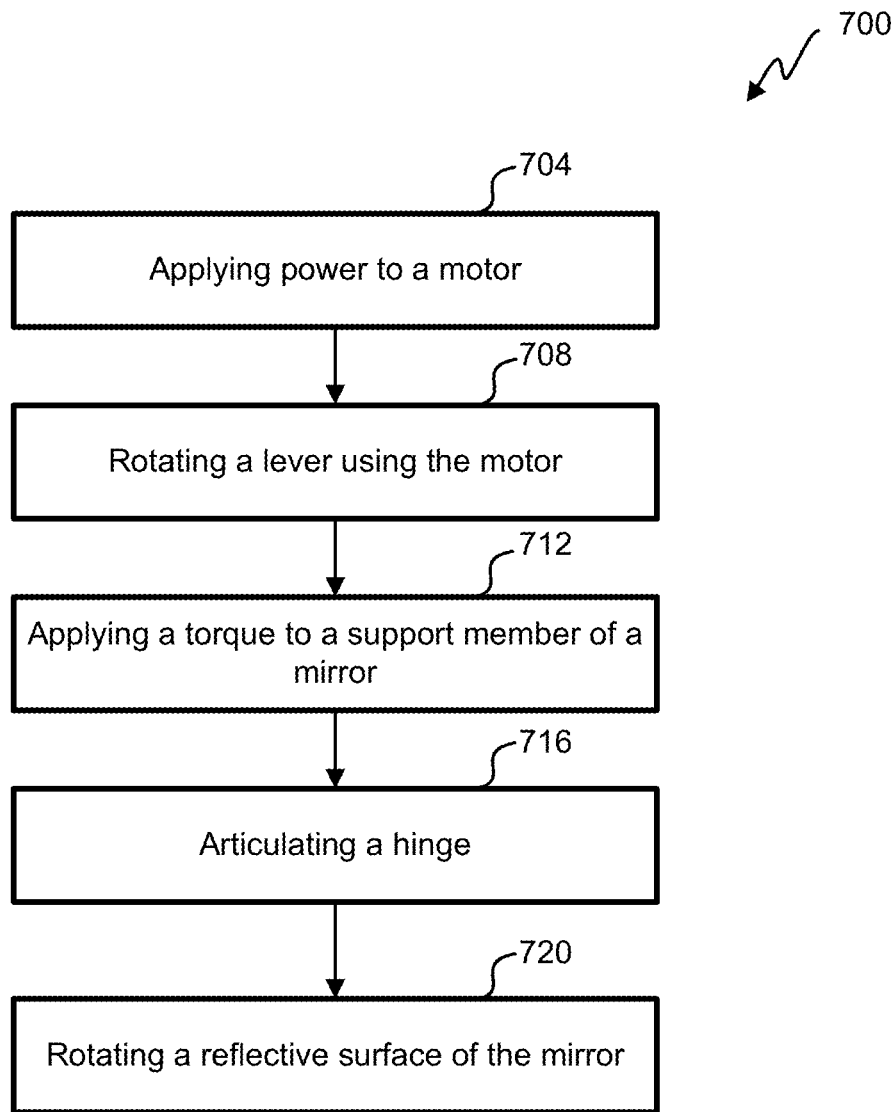 700
704
Applying power to a motor
708
Rotating a lever using the motor
712
Applying a torque to a support member of a
mirror
716
Articulating a hinge
720
Rotating a reflective surface of the mirror